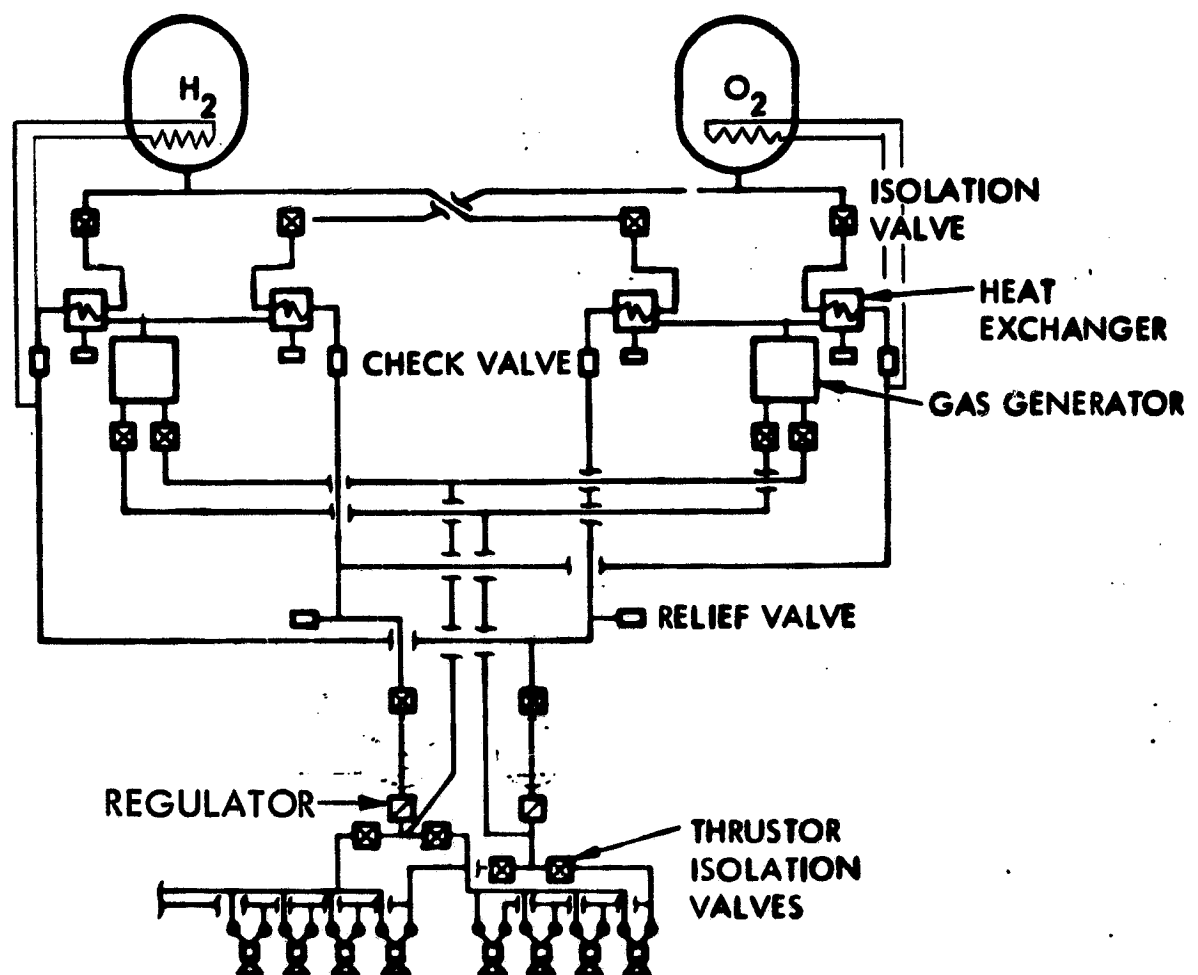 H2
O2
ISOLATION
VALVE
HEAT
EXCHANGER
CHECK VALVE
GAS GENERATOR
RELIEF VALVE
REGULATOR
THRUSTOR
ISOLATION
VALVES